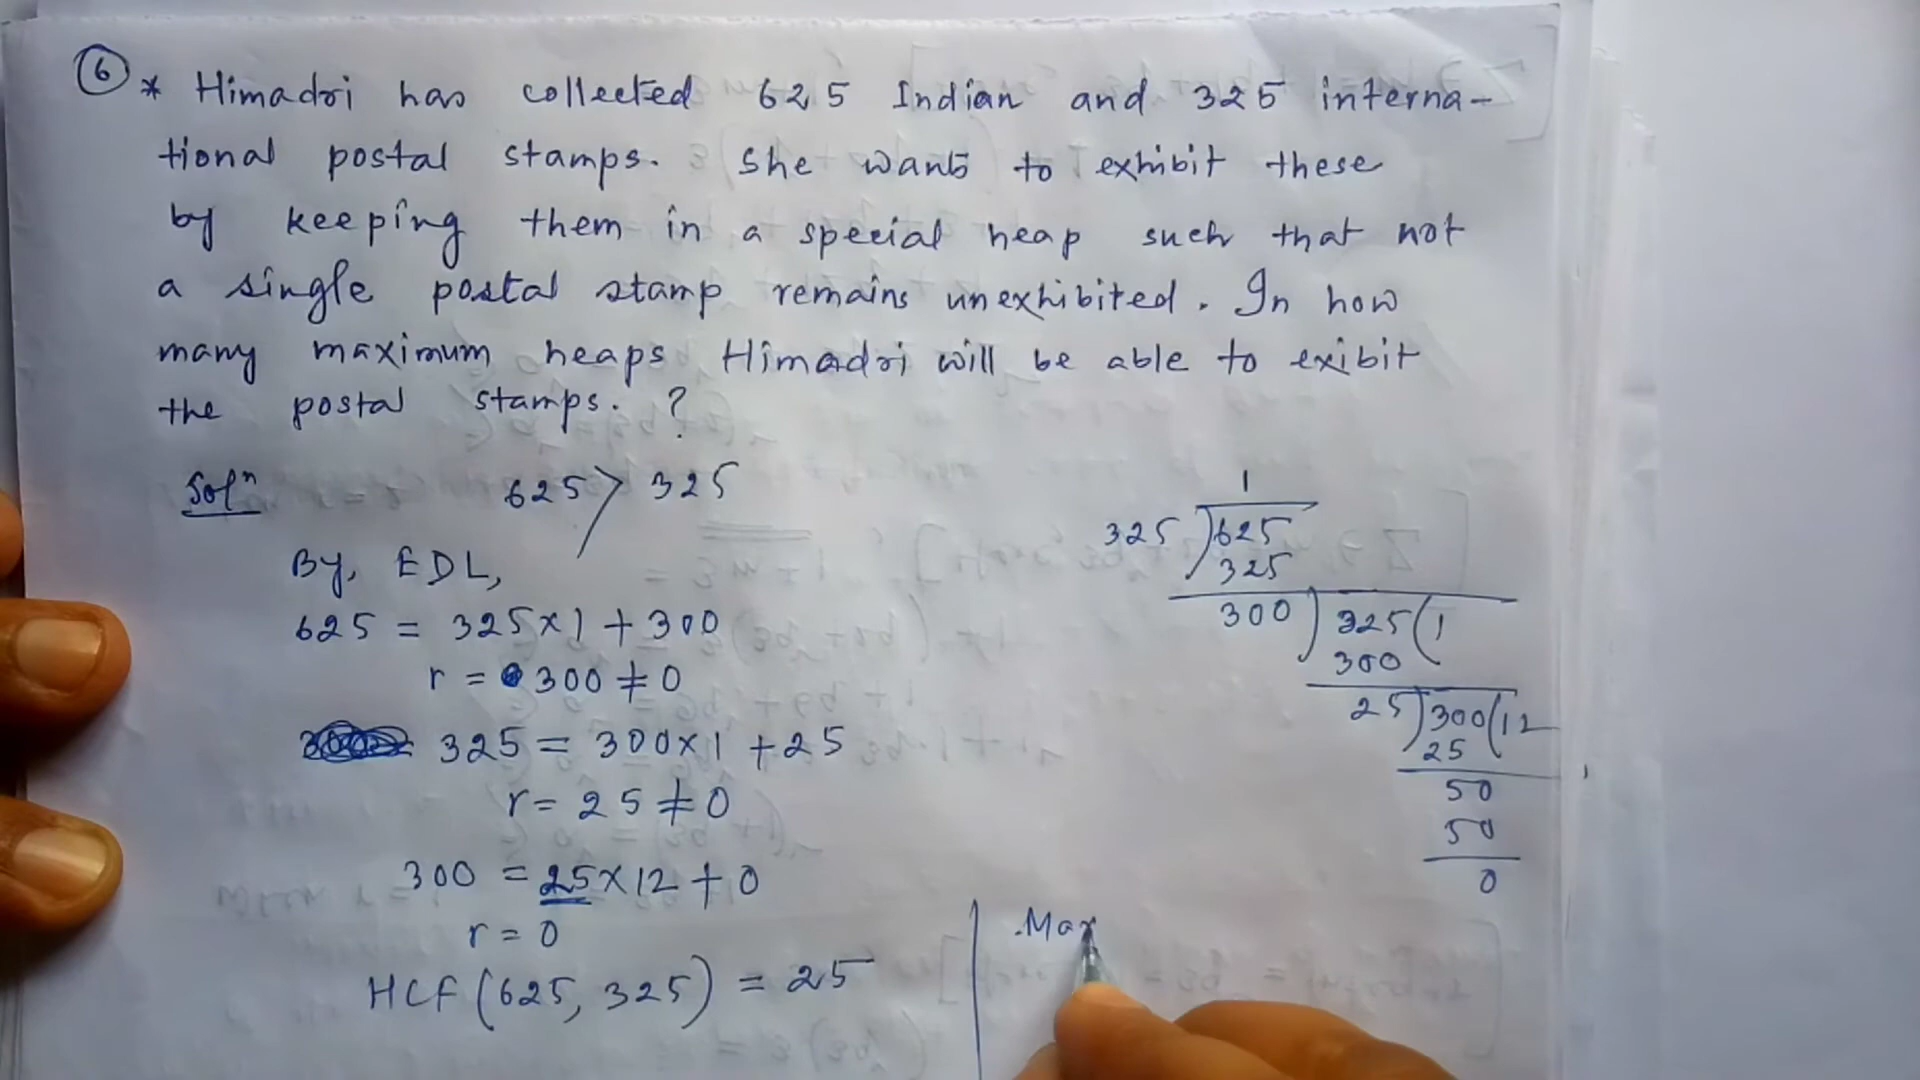 6 * Himadri has collected 625 Indian and 325 interna-
tional postal stamps. She wants to exhibit these
by keeping them in a special heap such that not
a single postal stamp remains unexhibited. In how
many maximum heaps Himadri will be able to exibit
the postal stamps. ?
Solⁿ 625 > 325
By, EDL,
625 = 325×1 + 300
r = 300 ≠ 0
325 = 300×1 + 25
r = 25 ≠ 0
300 = 25×12 + 0
r = 0
HCF (625, 325) = 25
1
325 ) 625
325
300 ) 325 ( 1
300
25 ) 300 ( 12
25
50
50
0
Max